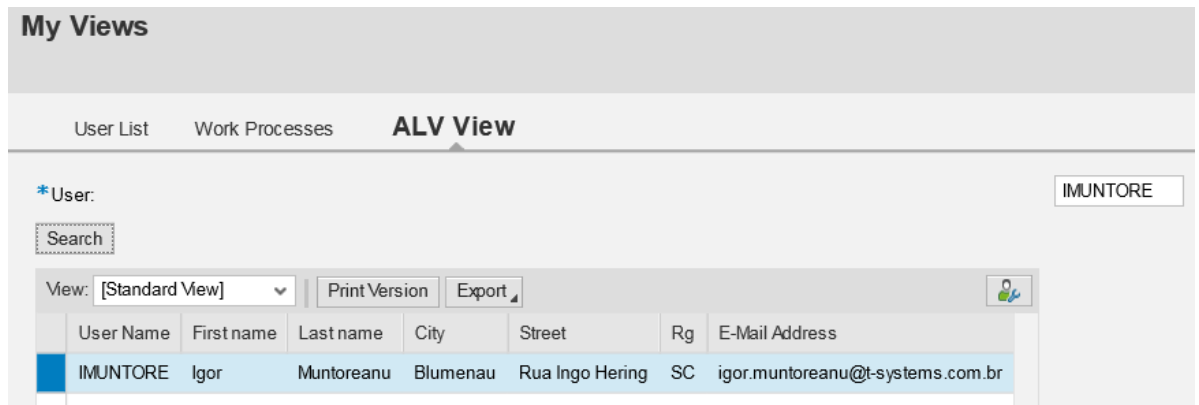 My Views
User List Work Processes ALV View
*User: IMUNTORE
Search
View: [Standard View] Print Version Export
User Name First name Last name City Street Rg E-Mail Address
IMUNTORE Igor Muntoreanu Blumenau Rua Ingo Hering SC igor.muntoreanu@t-systems.com.br